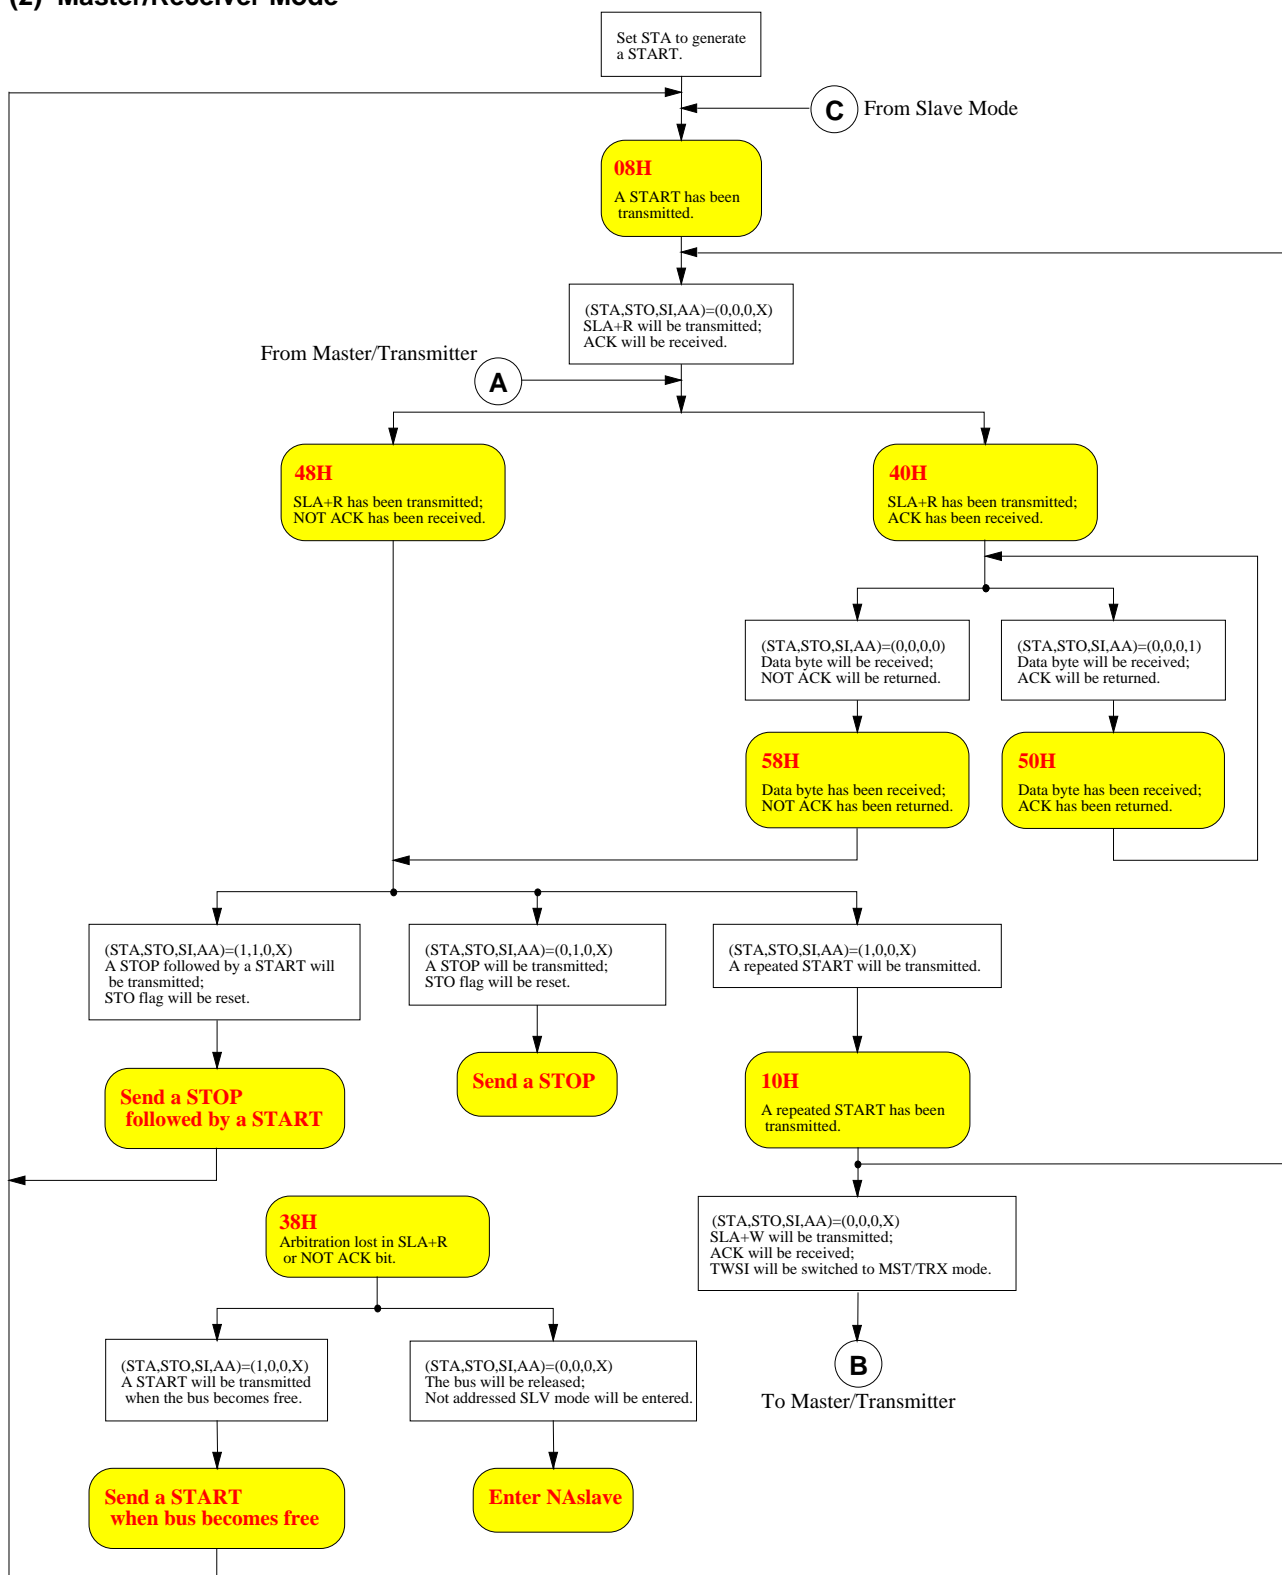 (2) Master/Receiver Mode
Set STA to generate
a START.
C
From Slave Mode
08H
A START has been
transmitted.
(STA,STO,SI,AA)=(0,0,0,X)
SLA+R will be transmitted;
ACK will be received.
From Master/Transmitter
A
48H
SLA+R has been transmitted;
NOT ACK has been received.
40H
SLA+R has been transmitted;
ACK has been received.
(STA,STO,SI,AA)=(0,0,0,0)
Data byte will be received;
NOT ACK will be returned.
(STA,STO,SI,AA)=(0,0,0,1)
Data byte will be received;
ACK will be returned.
58H
Data byte has been received;
NOT ACK has been returned.
50H
Data byte has been received;
ACK has been returned.
(STA,STO,SI,AA)=(1,1,0,X)
A STOP followed by a START will
be transmitted;
STO flag will be reset.
(STA,STO,SI,AA)=(0,1,0,X)
A STOP will be transmitted;
STO flag will be reset.
(STA,STO,SI,AA)=(1,0,0,X)
A repeated START will be transmitted.
Send a STOP
followed by a START
Send a STOP
10H
A repeated START has been
transmitted.
38H
Arbitration lost in SLA+R
or NOT ACK bit.
(STA,STO,SI,AA)=(0,0,0,X)
SLA+W will be transmitted;
ACK will be received;
TWSI will be switched to MST/TRX mode.
(STA,STO,SI,AA)=(1,0,0,X)
A START will be transmitted
when the bus becomes free.
(STA,STO,SI,AA)=(0,0,0,X)
The bus will be released;
Not addressed SLV mode will be entered.
B
To Master/Transmitter
Send a START
when bus becomes free
Enter NAslave